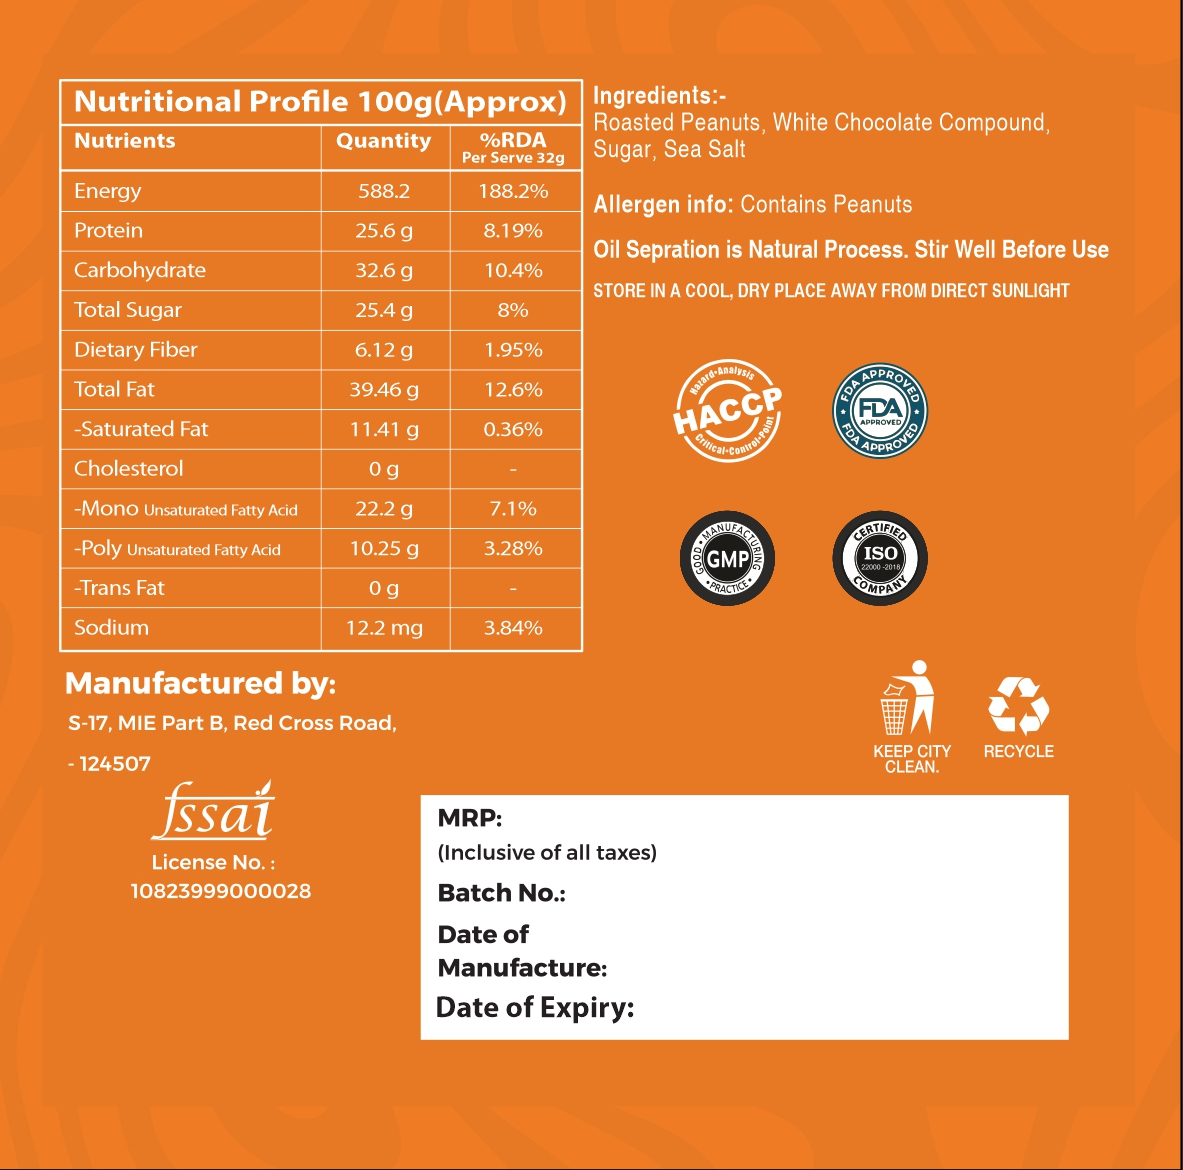 Nutritional Profile 100g(Approx)
Nutrients Quantity %RDA
Per Serve 32g
Energy 588.2 188.2%
Protein 25.6 g 8.19%
Carbohydrate 32.6 g 10.4%
Total Sugar 25.4 g 8%
Dietary Fiber 6.12 g 1.95%
Total Fat 39.46 g 12.6%
-Saturated Fat 11.41 g 0.36%
Cholesterol 0 g -
-Mono Unsaturated Fatty Acid 22.2 g 7.1%
-Poly Unsaturated Fatty Acid 10.25 g 3.28%
-Trans Fat 0 g -
Sodium 12.2 mg 3.84%
Ingredients:-
Roasted Peanuts, White Chocolate Compound,
Sugar, Sea Salt
Allergen info: Contains Peanuts
Oil Sepration is Natural Process. Stir Well Before Use
STORE IN A COOL, DRY PLACE AWAY FROM DIRECT SUNLIGHT
Hazard•Analysis
HACCP
Critical•Control•Point
FDA APPROVED
FDA
APPROVED
FDA APPROVED
GOOD • MANUFACTURING
GMP
• PRACTICE •
CERTIFIED
ISO
22000 -2018
COMPANY
Manufactured by:
S-17, MIE Part B, Red Cross Road,
- 124507
KEEP CITY
CLEAN.
RECYCLE
fssai
License No. :
10823999000028
MRP:
(Inclusive of all taxes)
Batch No.:
Date of
Manufacture:
Date of Expiry: